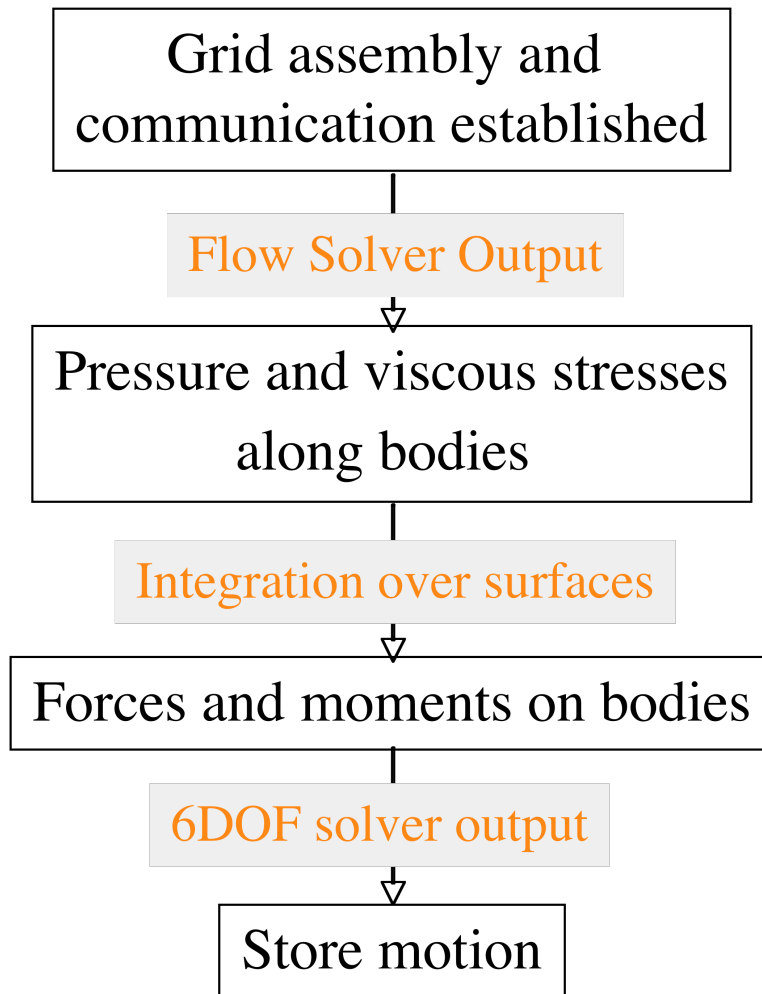 Grid assembly and
communication established
Flow Solver Output
Pressure and viscous stresses
along bodies
Integration over surfaces
Forces and moments on bodies
6DOF solver output
Store motion